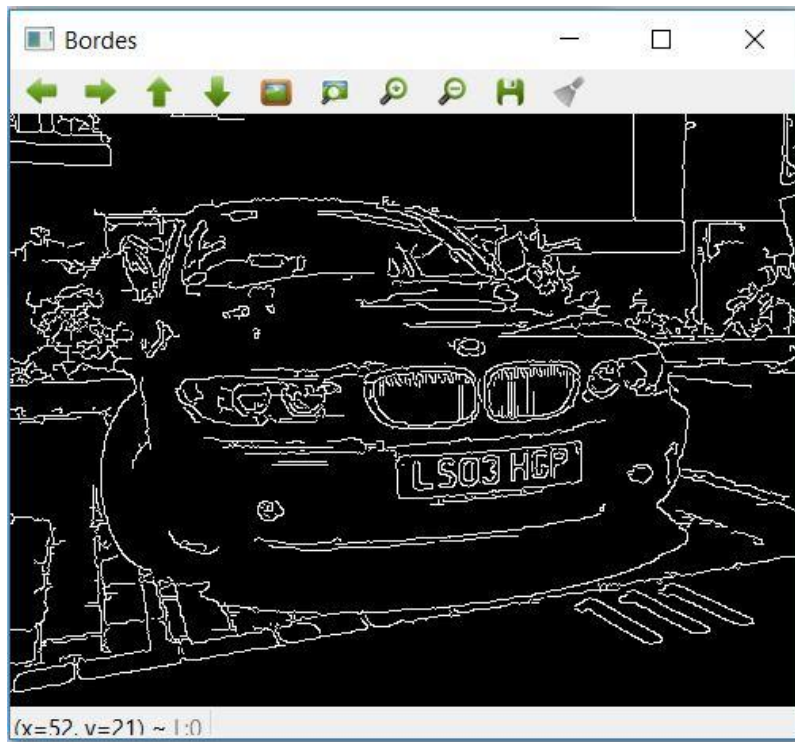 Bordes
LS03 HGP
(x=52, y=21) ~ L:0